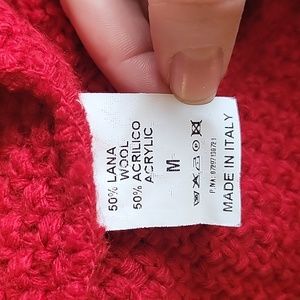 50% LANA
WOOL
50% ACRILICO
ACRYLIC
M
MADE IN ITALY